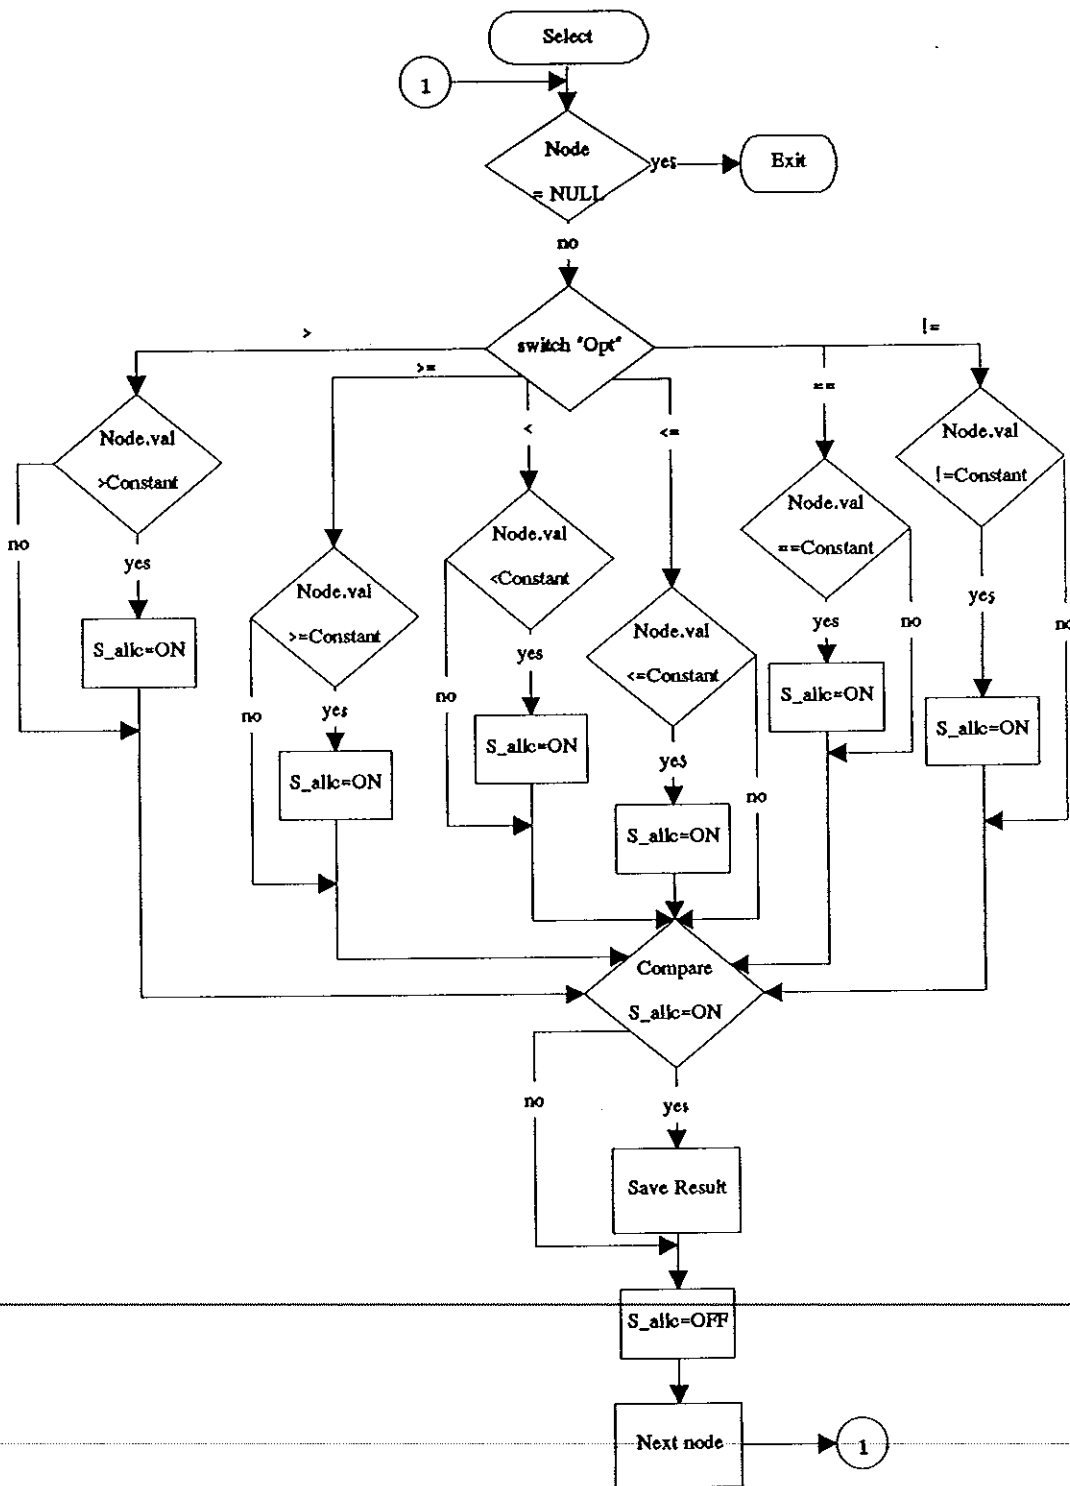 Select
1
Node
= NULL
yes
Exit
no
switch "Opt"
>
>=
<
<=
==
!=
Node.val
>Constant
Node.val
!=Constant
Node.val
==Constant
Node.val
<Constant
Node.val
>=Constant
Node.val
<=Constant
no
yes
no
yes
no
yes
no
yes
yes
no
yes
no
S_allc=ON
S_allc=ON
S_allc=ON
S_allc=ON
S_allc=ON
S_allc=ON
Compare
S_allc=ON
no
yes
Save Result
S_allc=OFF
Next node
1